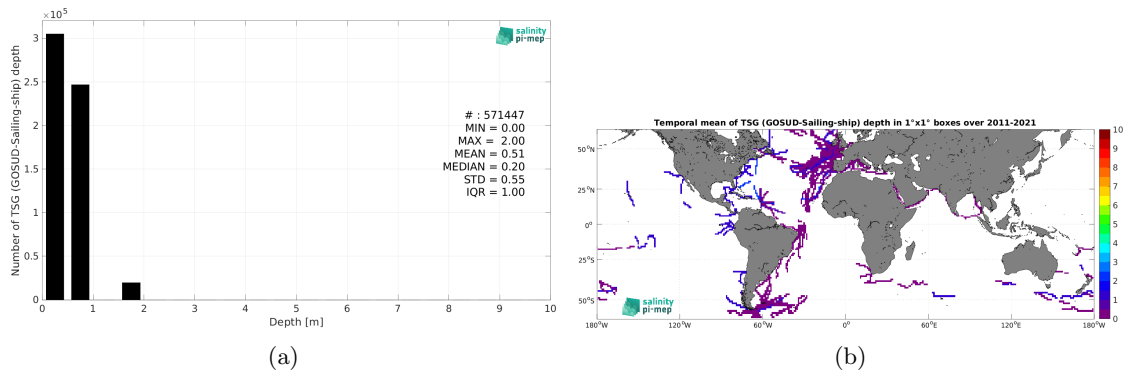 ×10⁵
3
2.5
2
1.5
1
0.5
0
0 1 2 3 4 5 6 7 8 9 10
Number of TSG (GOSUD-Sailing-ship) depth
Depth [m]
salinity
pi-mep
# : 571447
MIN = 0.00
MAX = 2.00
MEAN = 0.51
MEDIAN = 0.20
STD = 0.55
IQR = 1.00
(a)
Temporal mean of TSG (GOSUD-Sailing-ship) depth in 1°x1° boxes over 2011-2021
50°N
25°N
0°
25°S
50°S
180°W 120°W 60°W 0° 60°E 120°E 180°W
salinity
pi-mep
10
9
8
7
6
5
4
3
2
1
0
(b)